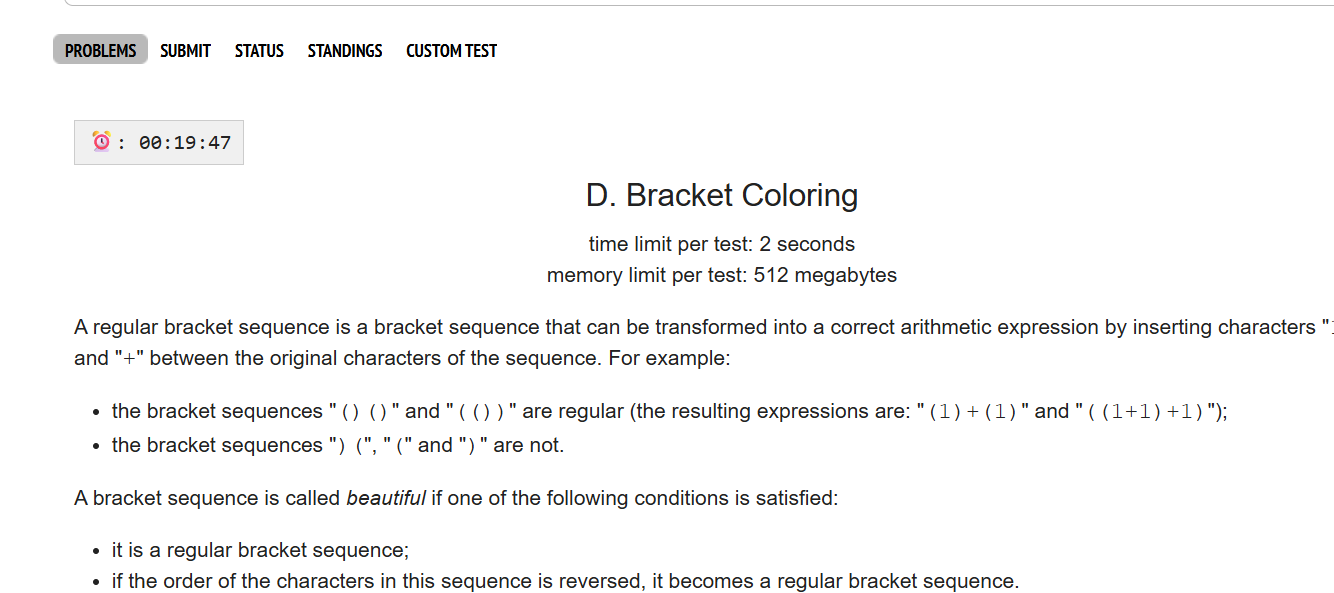 PROBLEMS SUBMIT STATUS STANDINGS CUSTOM TEST
⏰: 00:19:47
D. Bracket Coloring
time limit per test: 2 seconds
memory limit per test: 512 megabytes
A regular bracket sequence is a bracket sequence that can be transformed into a correct arithmetic expression by inserting characters "
and "+" between the original characters of the sequence. For example:
• the bracket sequences "()()" and "(())" are regular (the resulting expressions are: "(1)+(1)" and "((1+1)+1)");
• the bracket sequences ")(", "(" and ")" are not.
A bracket sequence is called beautiful if one of the following conditions is satisfied:
• it is a regular bracket sequence;
• if the order of the characters in this sequence is reversed, it becomes a regular bracket sequence.